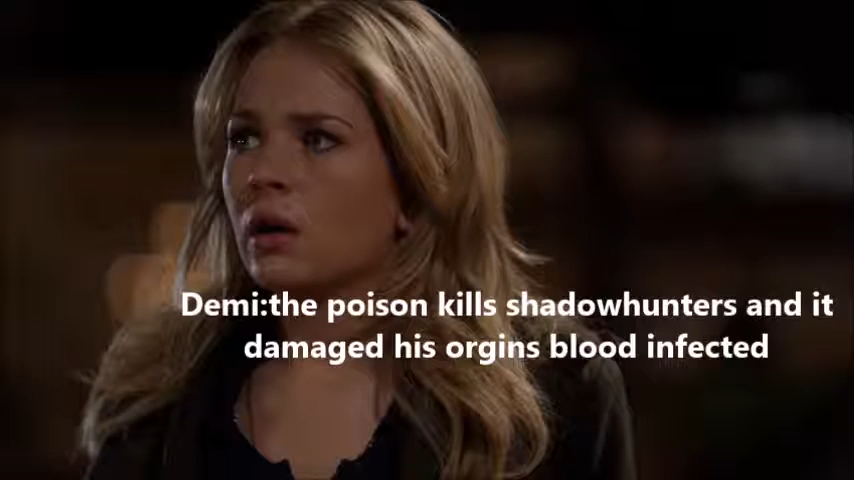 Demi:the poison kills shadowhunters and it
damaged his orgins blood infected